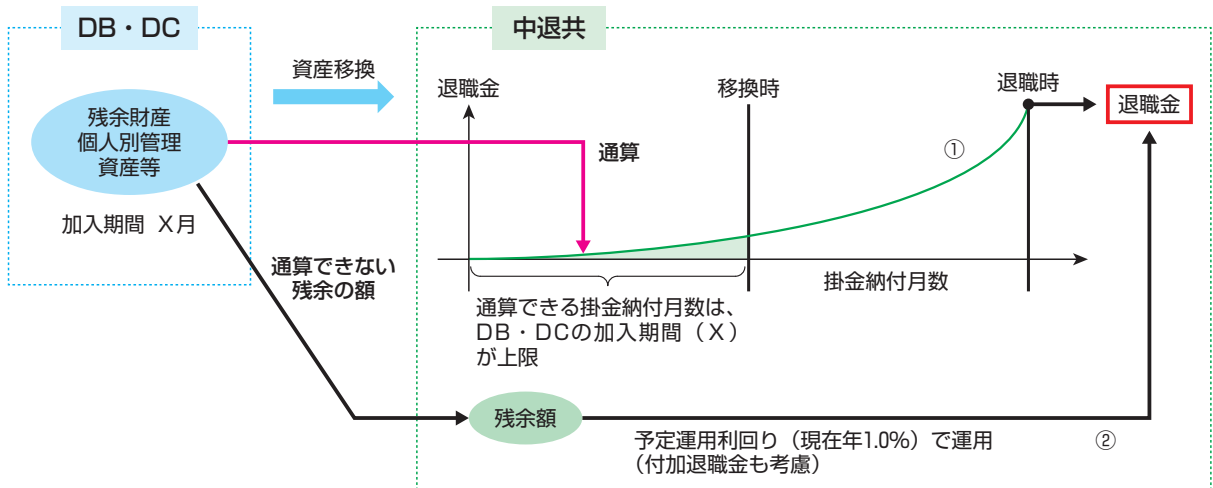 DB・DC
中退共
資産移換
残余財産
個人別管理
資産等
加入期間 X月
通算できない
残余の額
退職金
移換時
退職時
退職金
通算
①
掛金納付月数
通算できる掛金納付月数は、
DB・DCの加入期間（X）
が上限
残余額
予定運用利回り（現在年1.0%）で運用
（付加退職金も考慮）
②